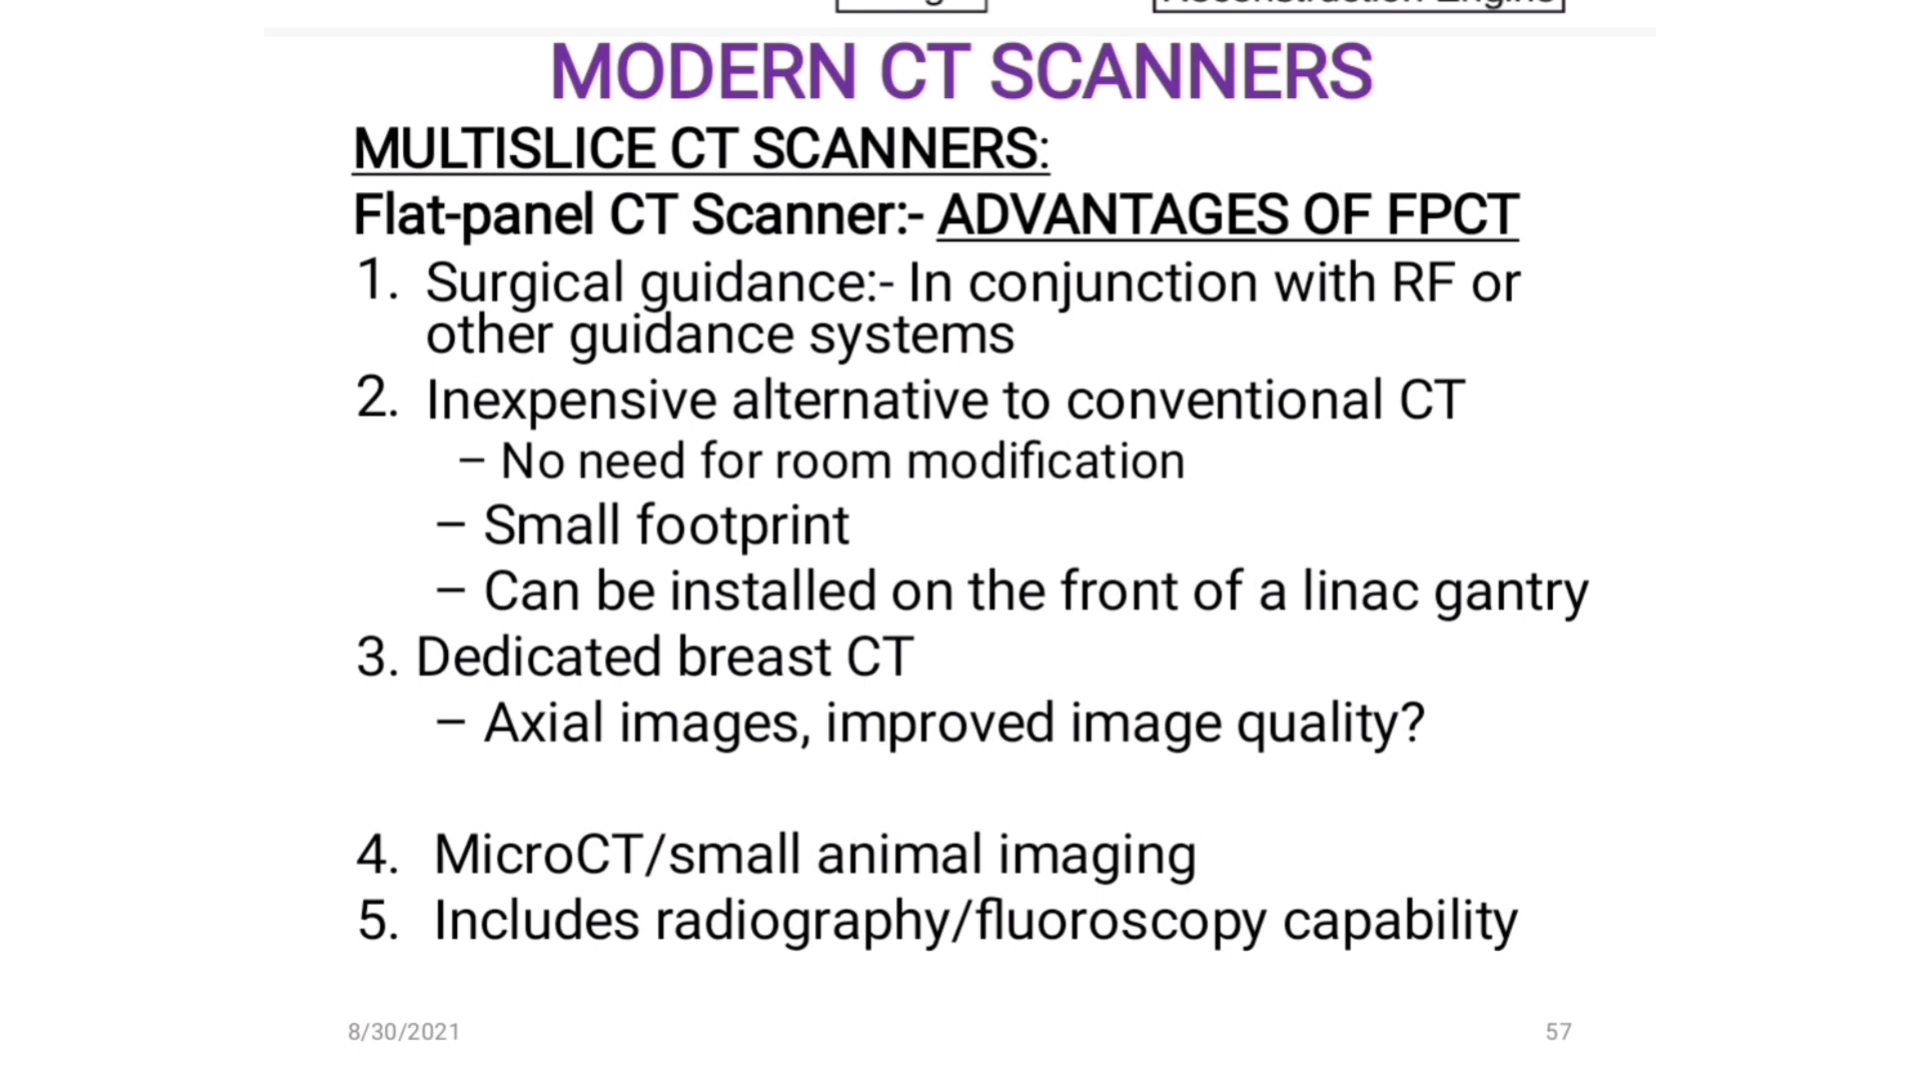 MODERN CT SCANNERS
MULTISLICE CT SCANNERS:
Flat-panel CT Scanner:- ADVANTAGES OF FPCT
1. Surgical guidance:- In conjunction with RF or
other guidance systems
2. Inexpensive alternative to conventional CT
– No need for room modification
– Small footprint
– Can be installed on the front of a linac gantry
3. Dedicated breast CT
– Axial images, improved image quality?
4. MicroCT/small animal imaging
5. Includes radiography/fluoroscopy capability
8/30/2021
57